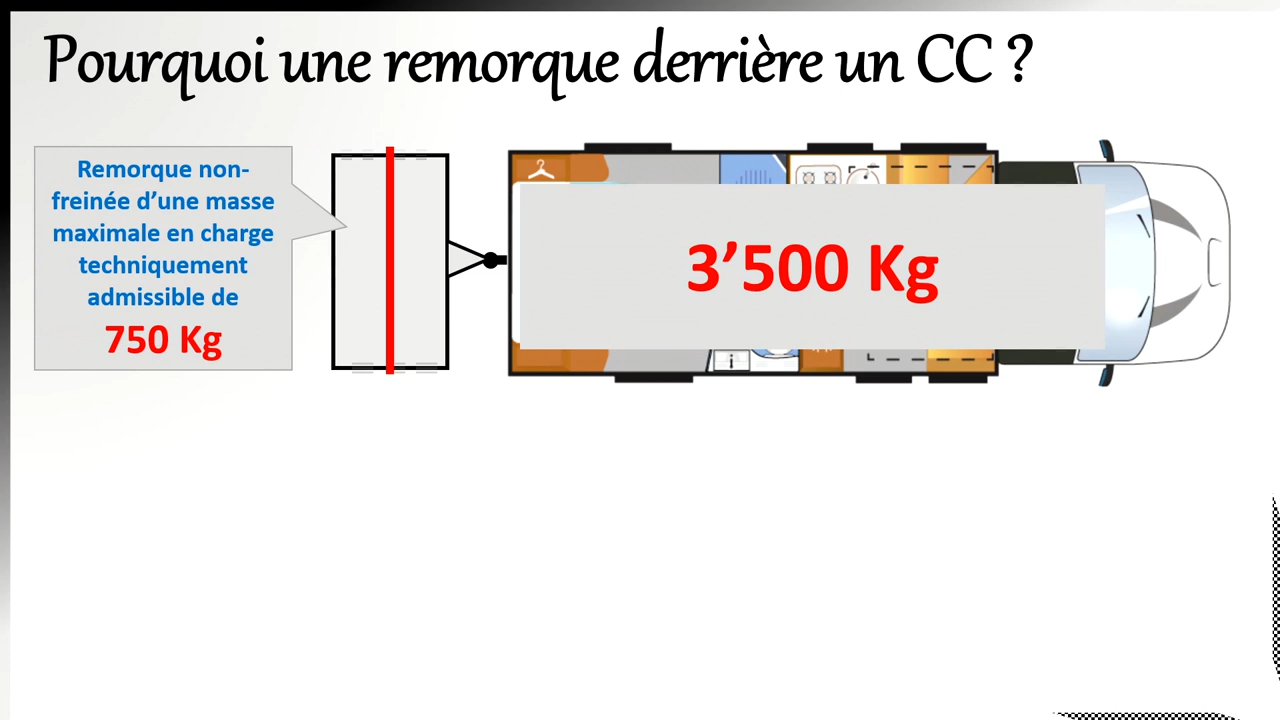 Pourquoi une remorque derrière un CC ?
Remorque non-
freinée d’une masse
maximale en charge
techniquement
admissible de
750 Kg
3’500 Kg